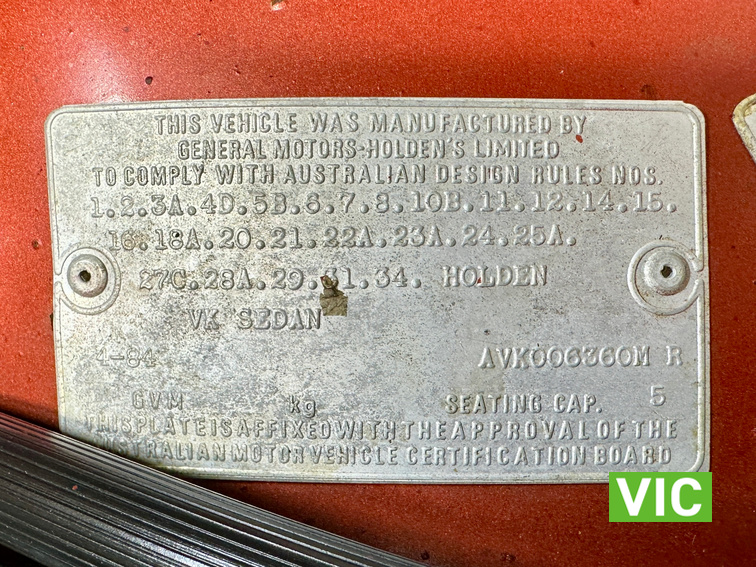 THIS VEHICLE WAS MANUFACTURED BY
GENERAL MOTORS-HOLDEN'S LIMITED
TO COMPLY WITH AUSTRALIAN DESIGN RULES NOS.
1.2.3A.4D.5B.6.7.8.10B.11.12.14.15.
16.18A.20.21.22A.23A.24.25A.
27C.28A.29.31.34. HOLDEN
VK SEDAN
4-84 AVK006360M R
GVM kg SEATING CAP. 5
THIS PLATE IS AFFIXED WITH THE APPROVAL OF THE
AUSTRALIAN MOTOR VEHICLE CERTIFICATION BOARD
VIC